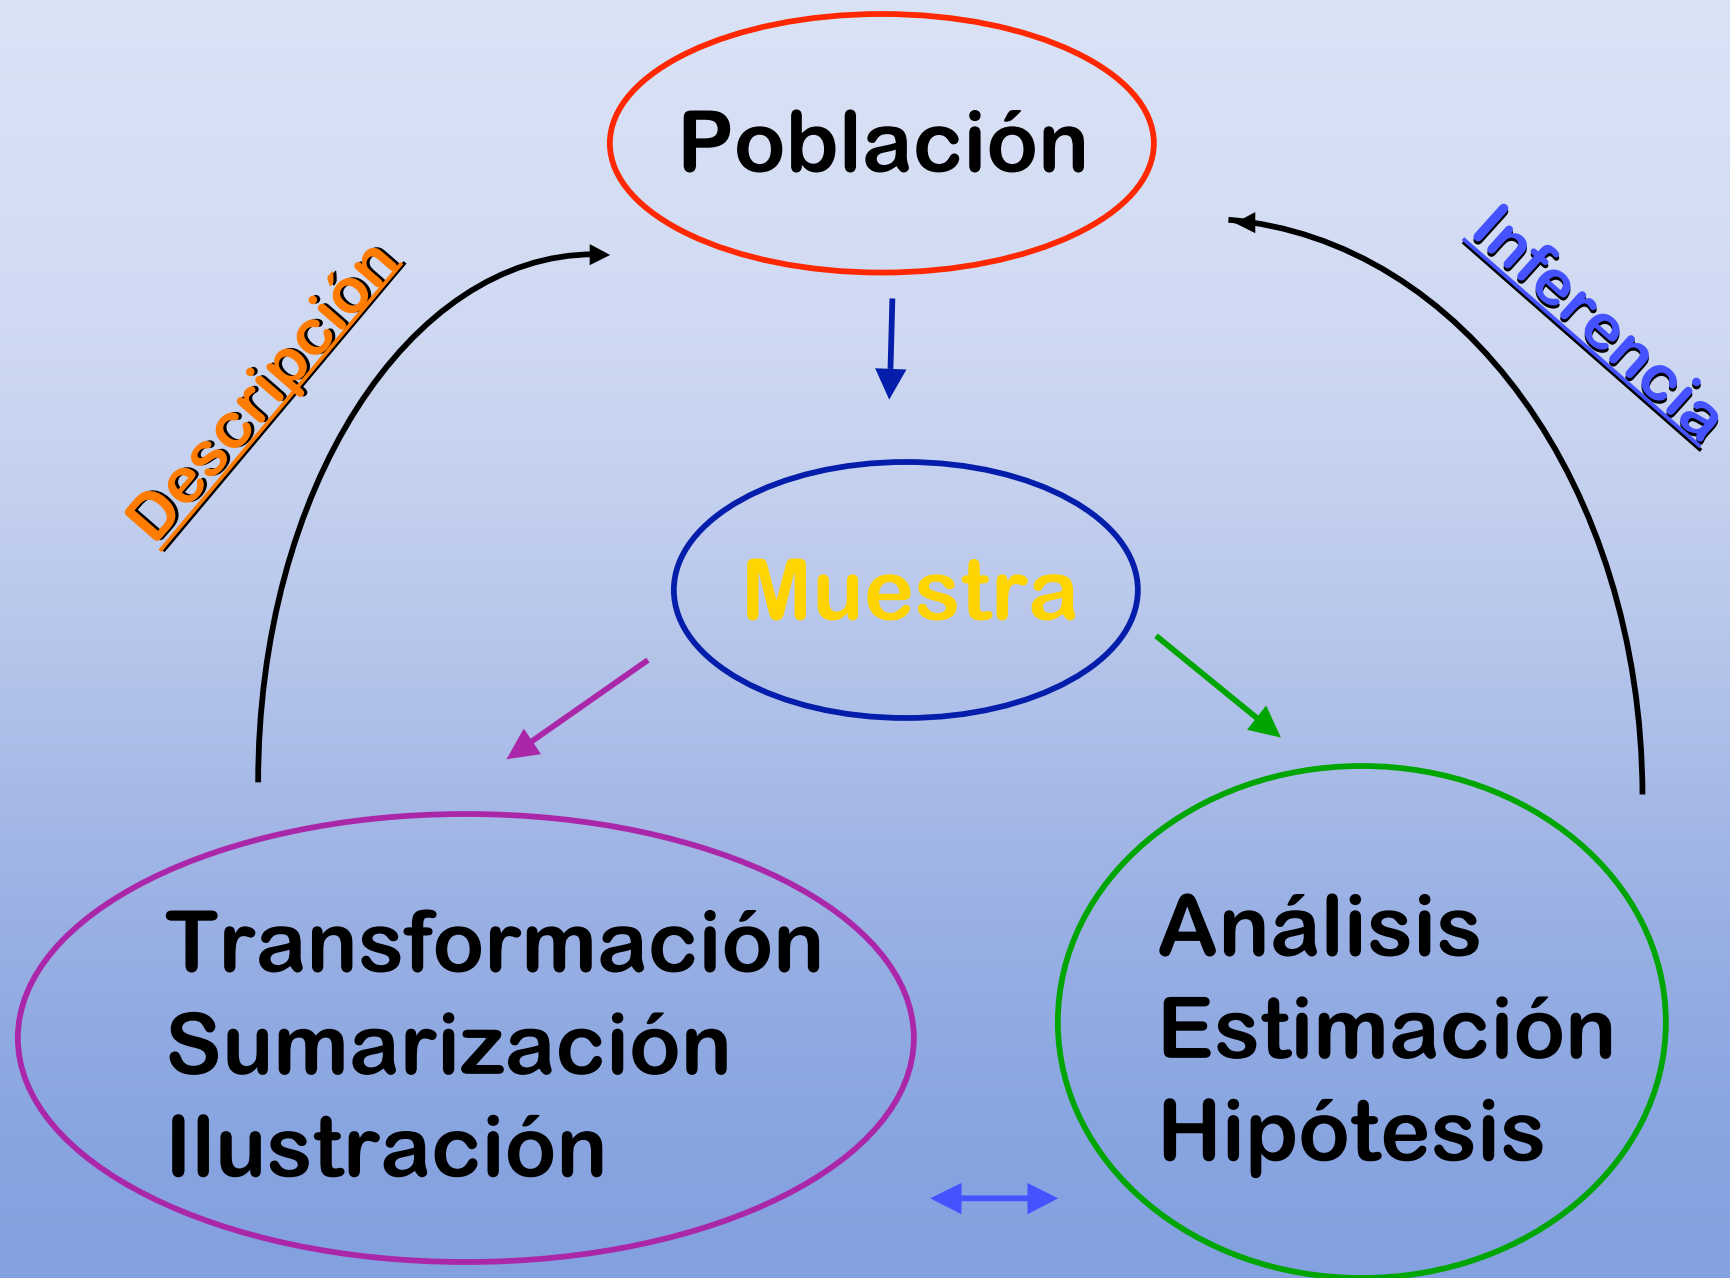 Población
Descripción
Inferencia
Muestra
Transformación
Sumarización
Ilustración
Análisis
Estimación
Hipótesis